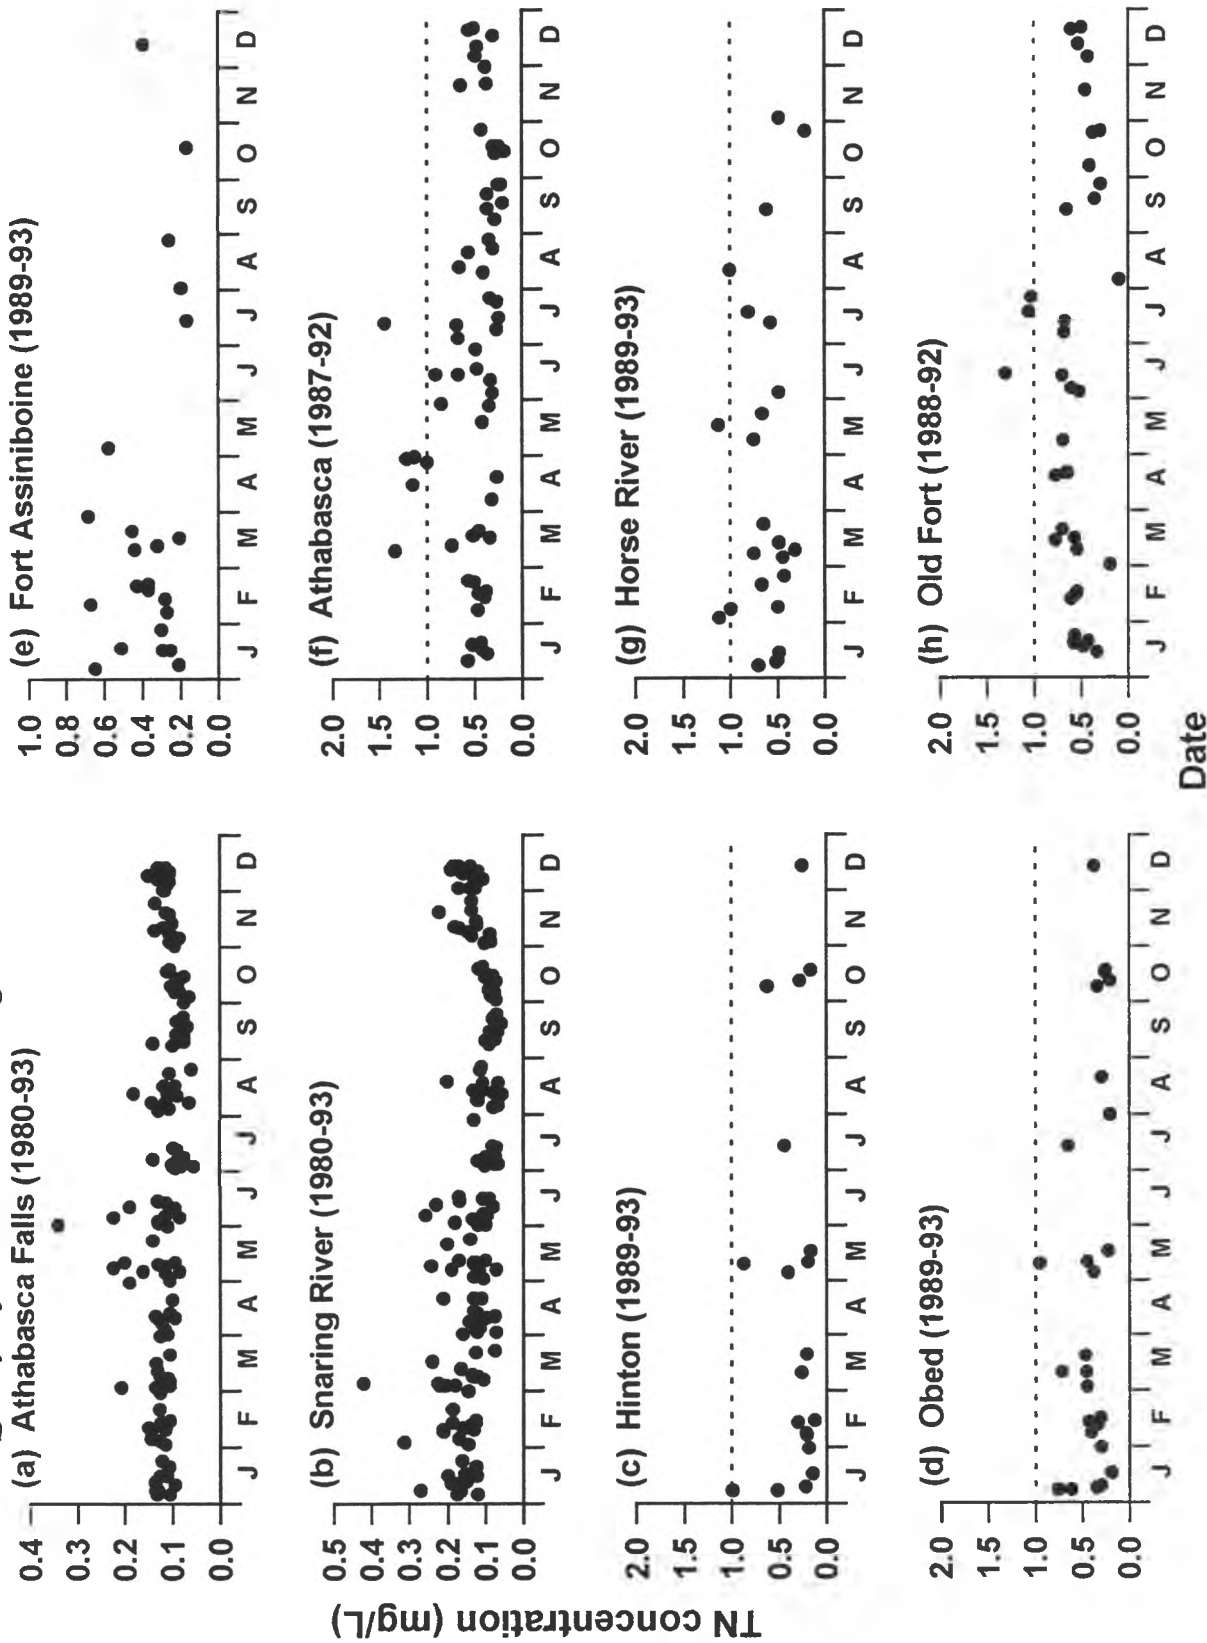 (a) Athabasca Falls (1980-93)
0.4
0.3
0.2
0.1
0.0
J F M A M J J A S O N D
(b) Snaring River (1980-93)
0.5
0.4
0.3
0.2
0.1
0.0
J F M A M J J A S O N D
(c) Hinton (1989-93)
2.0
1.5
1.0
0.5
0.0
J F M A M J J A S O N D
(d) Obed (1989-93)
2.0
1.5
1.0
0.5
0.0
J F M A M J J A S O N D
(e) Fort Assiniboine (1989-93)
1.0
0.8
0.6
0.4
0.2
0.0
J F M A M J J A S O N D
(f) Athabasca (1987-92)
2.0
1.5
1.0
0.5
0.0
J F M A M J J A S O N D
(g) Horse River (1989-93)
2.0
1.5
1.0
0.5
0.0
J F M A M J J A S O N D
(h) Old Fort (1988-92)
2.0
1.5
1.0
0.5
0.0
J F M A M J J A S O N D
TN concentration (mg/L)
Date